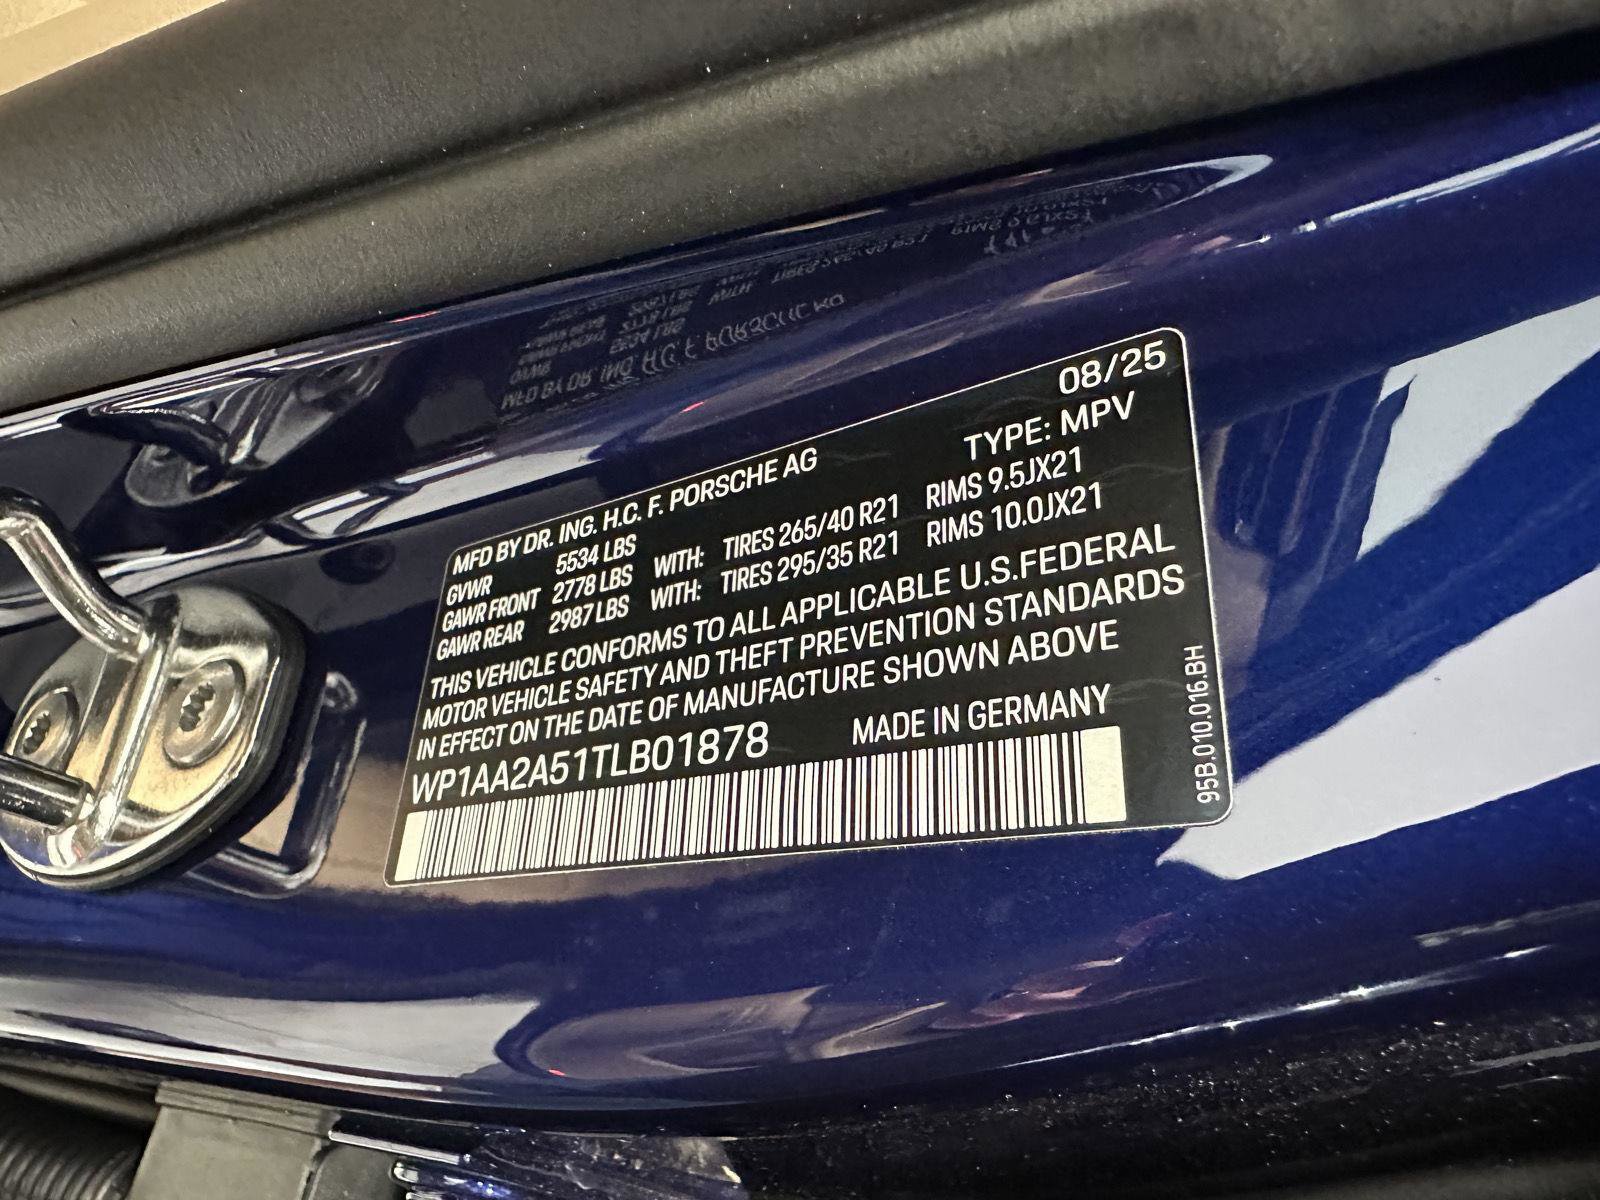 08/25
MFD BY DR. ING. H.C. F. PORSCHE AG TYPE: MPV
GVWR 5534 LBS
GAWR FRONT 2778 LBS WITH: TIRES 265/40 R21 RIMS 9.5JX21
GAWR REAR 2987 LBS WITH: TIRES 295/35 R21 RIMS 10.0JX21
THIS VEHICLE CONFORMS TO ALL APPLICABLE U.S.FEDERAL
MOTOR VEHICLE SAFETY AND THEFT PREVENTION STANDARDS
IN EFFECT ON THE DATE OF MANUFACTURE SHOWN ABOVE
WP1AA2A51TLB01878 MADE IN GERMANY
95B.010.016.BH